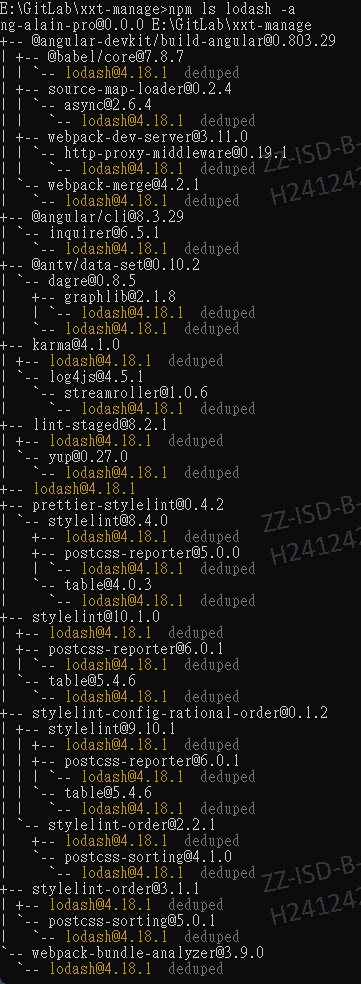 E:\GitLab\xxt-manage>npm ls lodash -a
ng-alain-pro@0.0.0 E:\GitLab\xxt-manage
+-- @angular-devkit/build-angular@0.803.29
| +-- @babel/core@7.8.7
| | `-- lodash@4.18.1 deduped
| +-- source-map-loader@0.2.4
| | `-- async@2.6.4
| |   `-- lodash@4.18.1 deduped
| +-- webpack-dev-server@3.11.0
| | `-- http-proxy-middleware@0.19.1
| |   `-- lodash@4.18.1 deduped
| `-- webpack-merge@4.2.1
|   `-- lodash@4.18.1 deduped
+-- @angular/cli@8.3.29
| `-- inquirer@6.5.1
|   `-- lodash@4.18.1 deduped
+-- @antv/data-set@0.10.2
| `-- dagre@0.8.5
|   +-- graphlib@2.1.8
|   | `-- lodash@4.18.1 deduped
|   `-- lodash@4.18.1 deduped
+-- karma@4.1.0
| +-- lodash@4.18.1 deduped
| `-- log4js@4.5.1
|   `-- streamroller@1.0.6
|     `-- lodash@4.18.1 deduped
+-- lint-staged@8.2.1
| +-- lodash@4.18.1 deduped
| `-- yup@0.27.0
|   `-- lodash@4.18.1 deduped
+-- lodash@4.18.1
+-- prettier-stylelint@0.4.2
| `-- stylelint@8.4.0
|   +-- lodash@4.18.1 deduped
|   +-- postcss-reporter@5.0.0
|   | `-- lodash@4.18.1 deduped
|   `-- table@4.0.3
|     `-- lodash@4.18.1 deduped
+-- stylelint@10.1.0
| +-- lodash@4.18.1 deduped
| +-- postcss-reporter@6.0.1
| | `-- lodash@4.18.1 deduped
| `-- table@5.4.6
|   `-- lodash@4.18.1 deduped
+-- stylelint-config-rational-order@0.1.2
| +-- stylelint@9.10.1
| | +-- lodash@4.18.1 deduped
| | +-- postcss-reporter@6.0.1
| | | `-- lodash@4.18.1 deduped
| | `-- table@5.4.6
| |   `-- lodash@4.18.1 deduped
| `-- stylelint-order@2.2.1
|   +-- lodash@4.18.1 deduped
|   `-- postcss-sorting@4.1.0
|     `-- lodash@4.18.1 deduped
+-- stylelint-order@3.1.1
| +-- lodash@4.18.1 deduped
| `-- postcss-sorting@5.0.1
|   `-- lodash@4.18.1 deduped
`-- webpack-bundle-analyzer@3.9.0
  `-- lodash@4.18.1 deduped
ZZ-ISD-B-
H241242
ZZ-ISD-B-
H241242
ZZ-ISD-B-
H241242